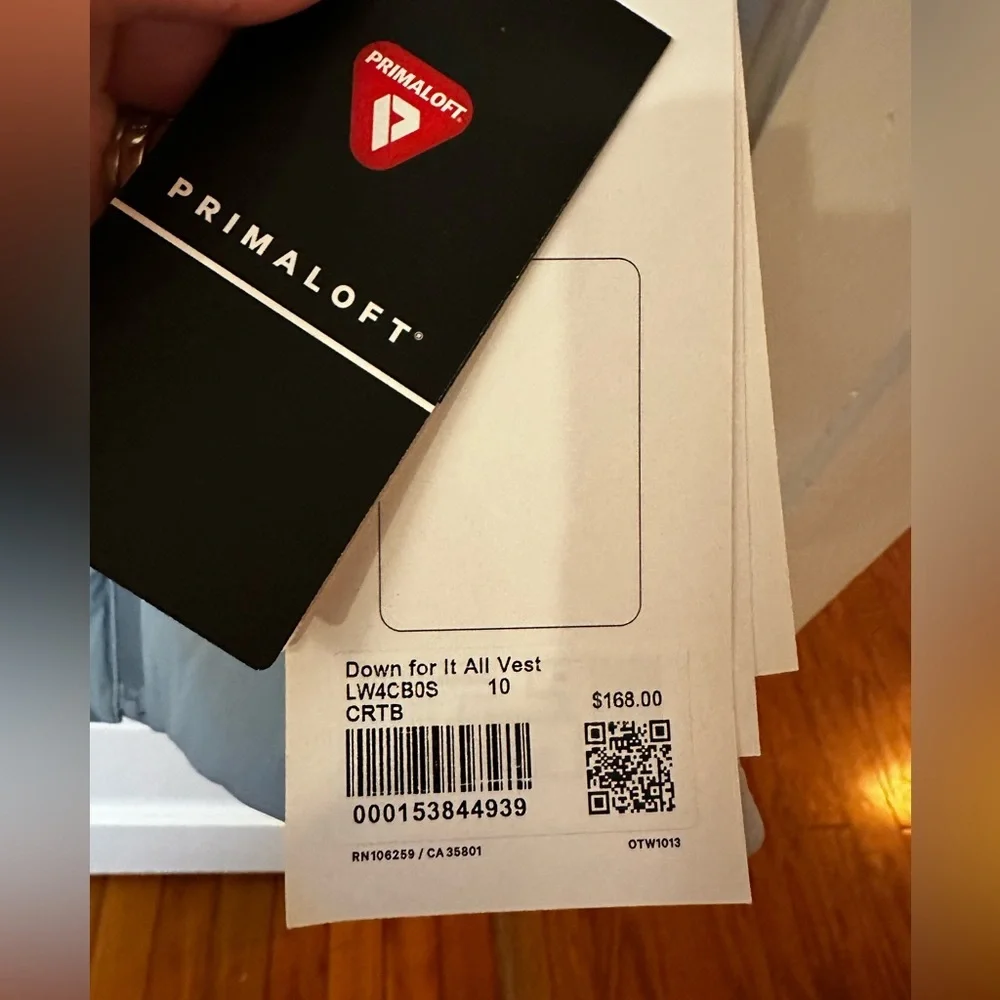 PRIMALOFT
PRIMALOFT®
Down for It All Vest
LW4CB0S 10
CRTB
$168.00
000153844939
RN106259 / CA 35801
OTW1013